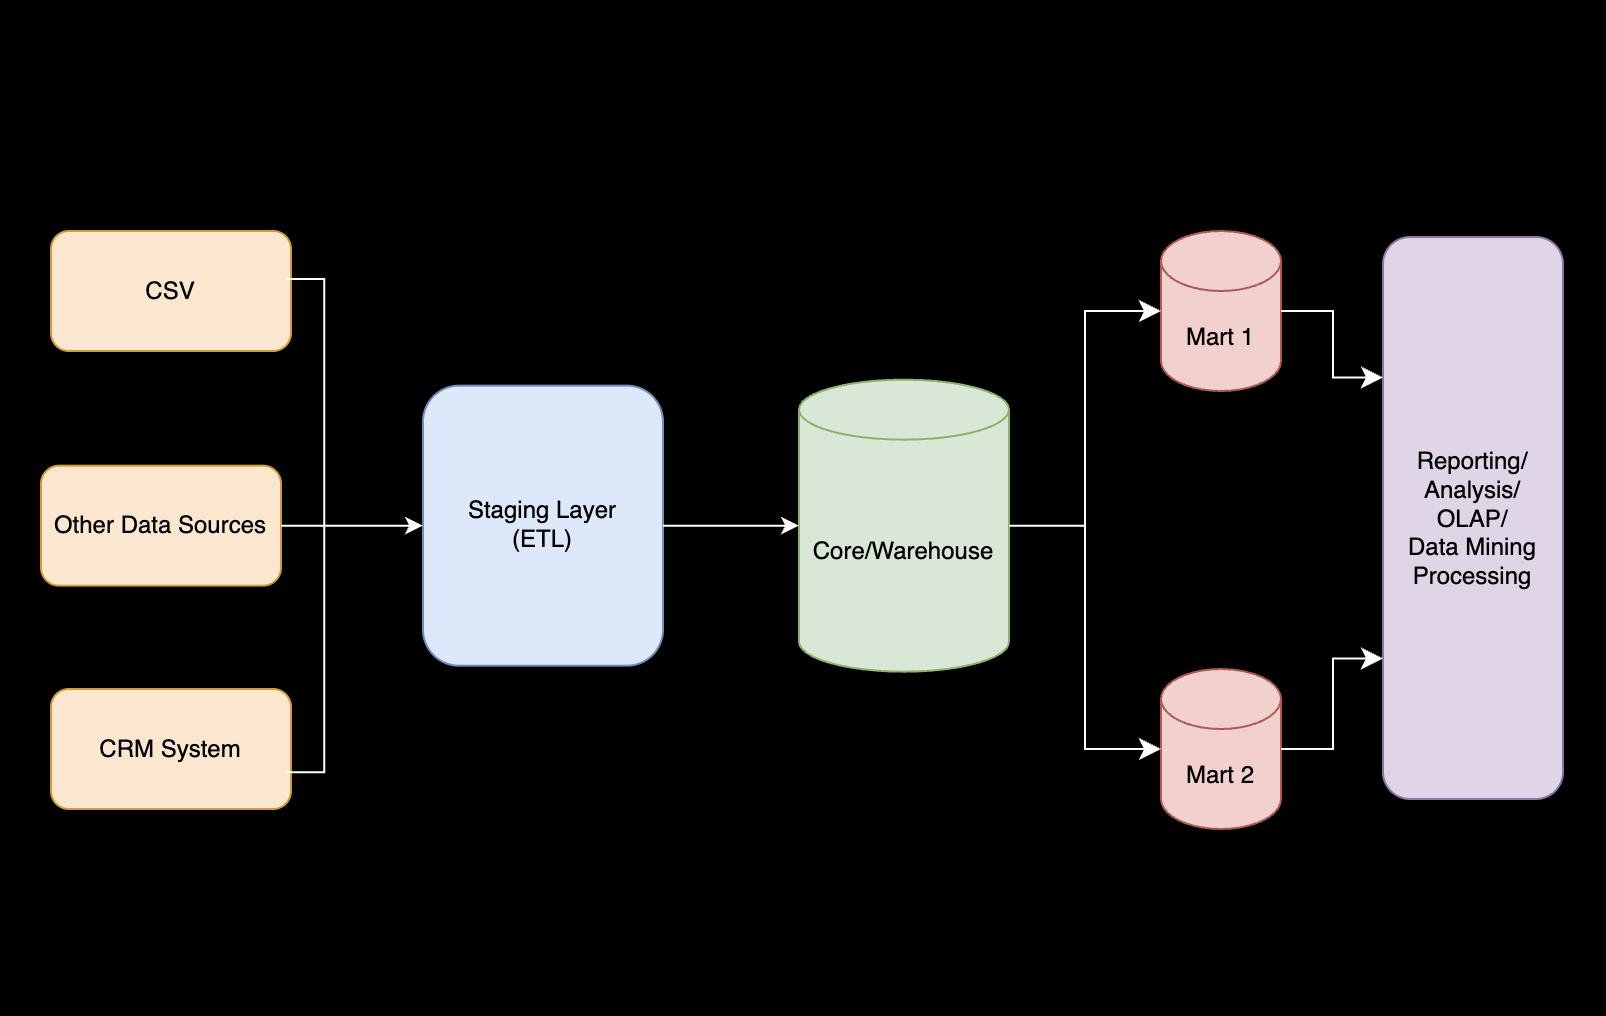 CSV
Other Data Sources
CRM System
Staging Layer
(ETL)
Core/Warehouse
Mart 1
Mart 2
Reporting/
Analysis/
OLAP/
Data Mining
Processing